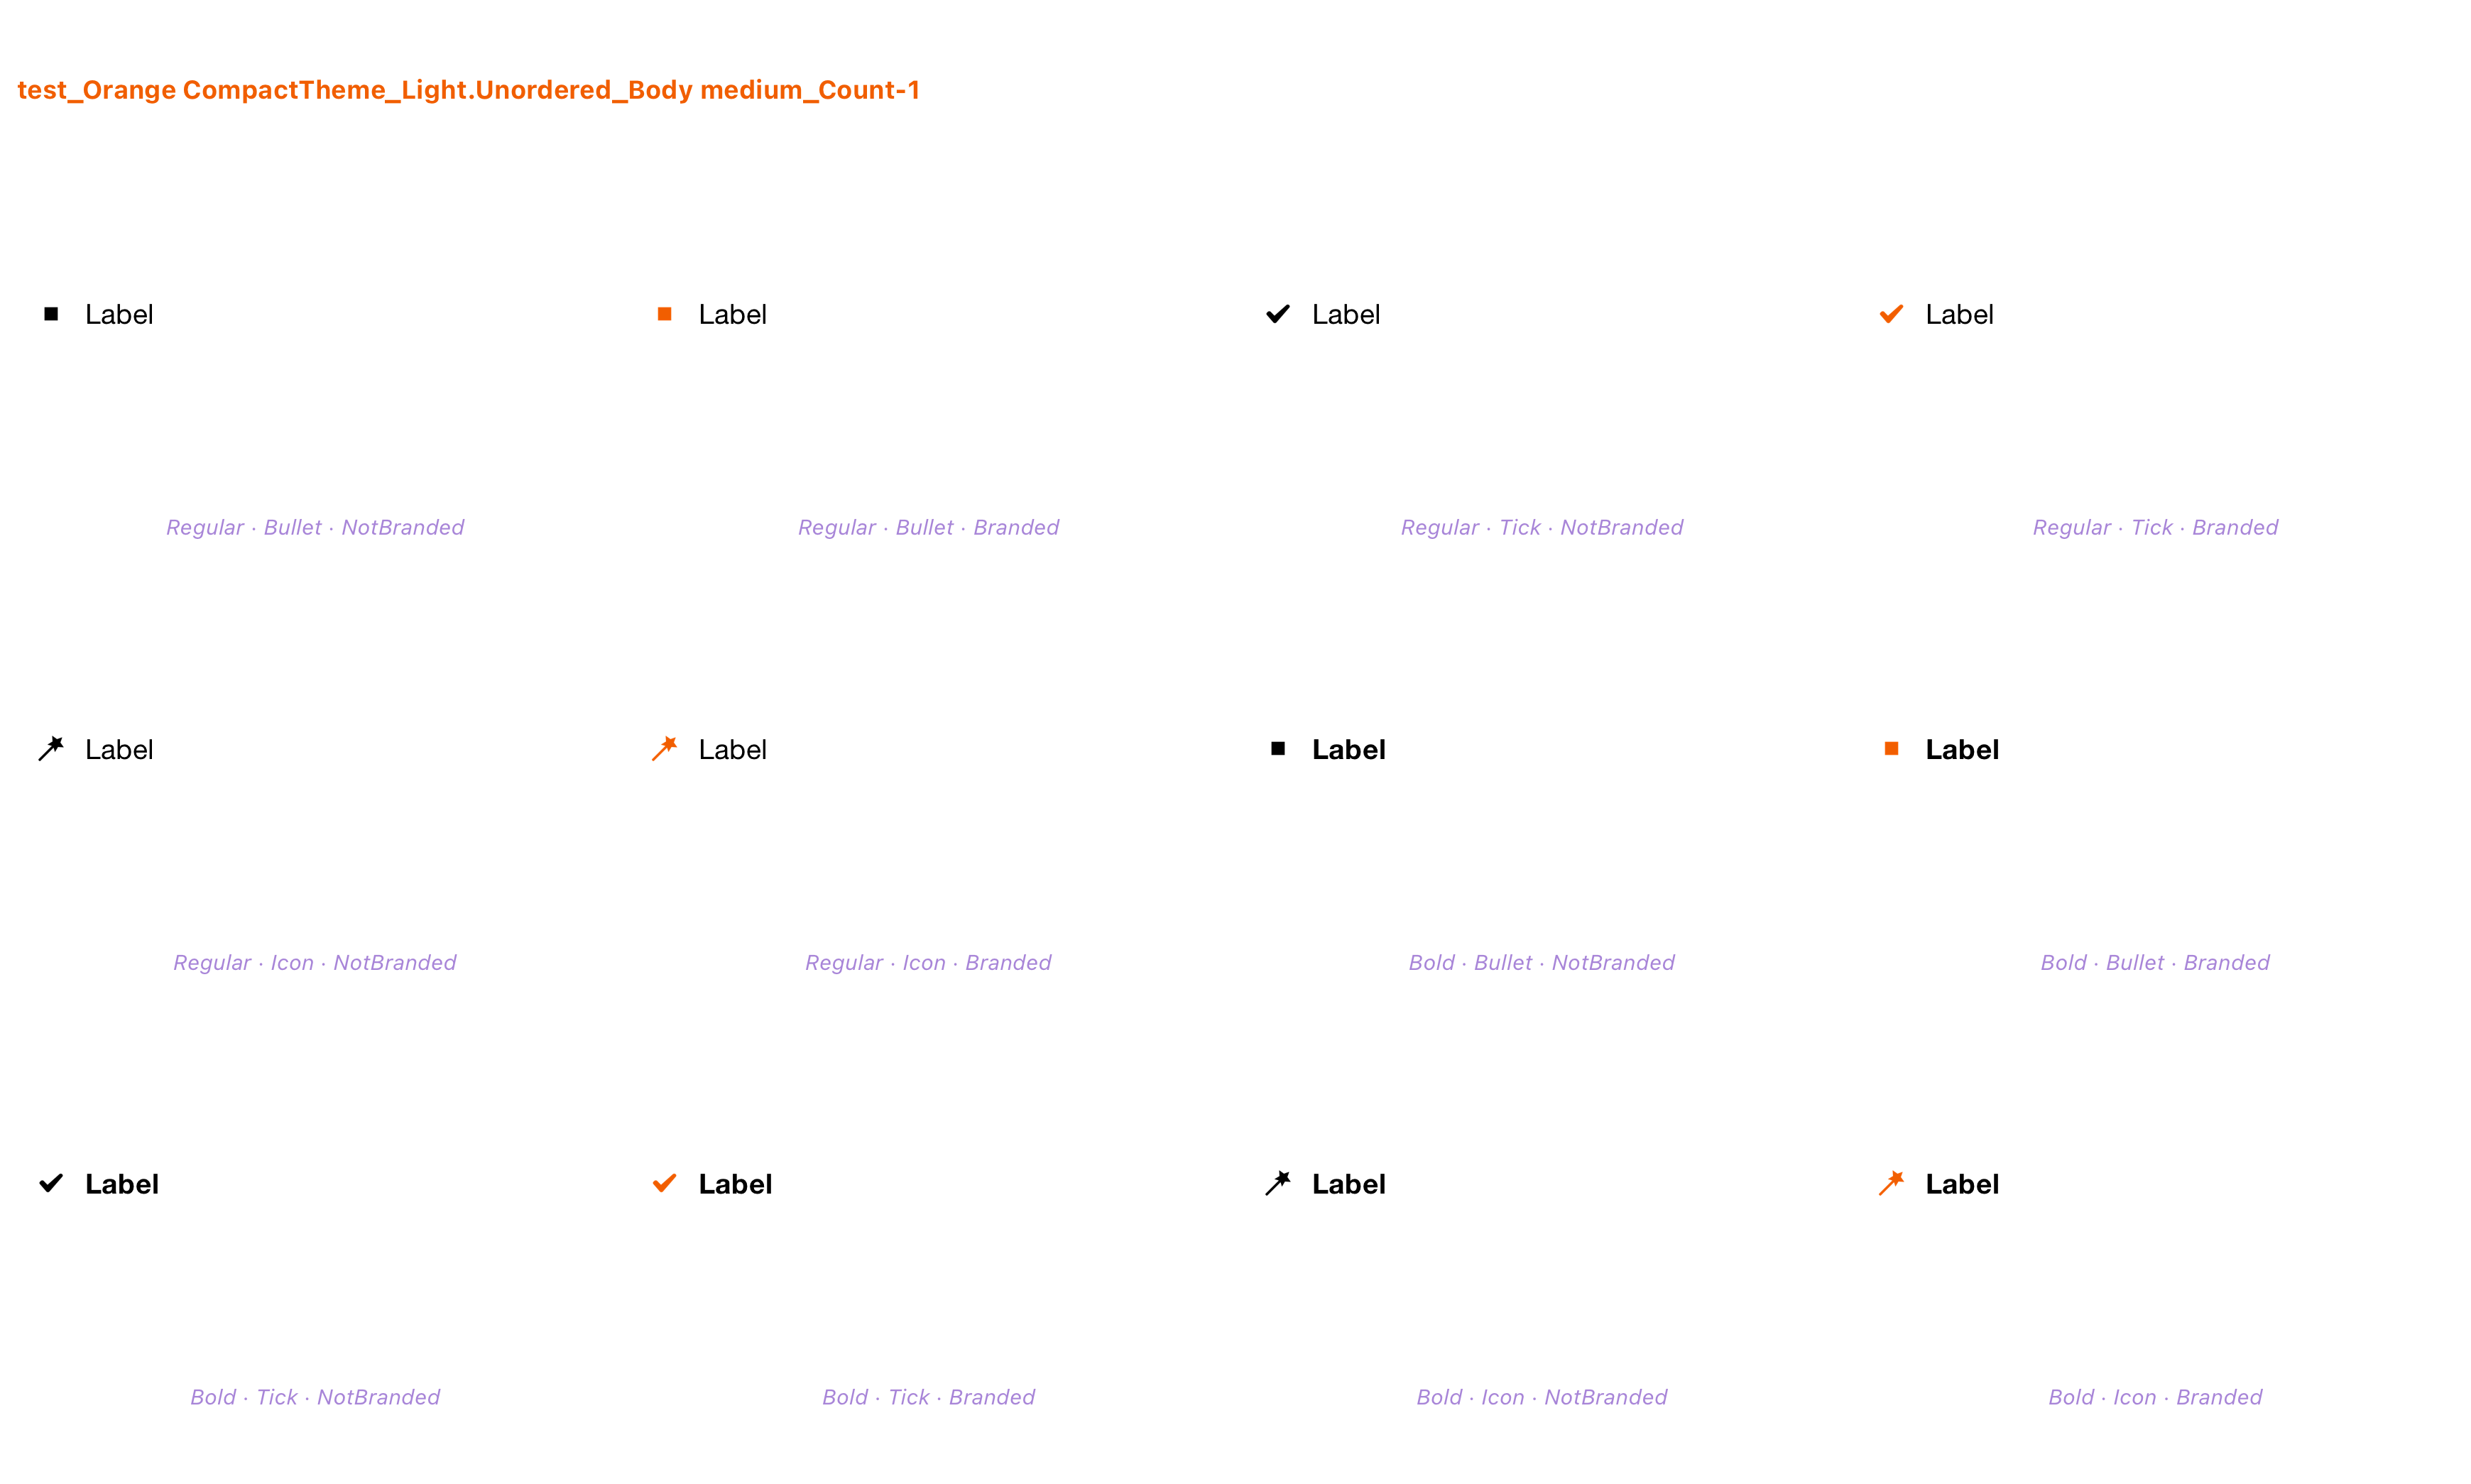 test_Orange CompactTheme_Light.Unordered_Body medium_Count-1
Label
Label
Label
Label
Regular · Bullet · NotBranded
Regular · Bullet · Branded
Regular · Tick · NotBranded
Regular · Tick · Branded
Label
Label
Label
Label
Regular · Icon · NotBranded
Regular · Icon · Branded
Bold · Bullet · NotBranded
Bold · Bullet · Branded
Label
Label
Label
Label
Bold · Tick · NotBranded
Bold · Tick · Branded
Bold · Icon · NotBranded
Bold · Icon · Branded